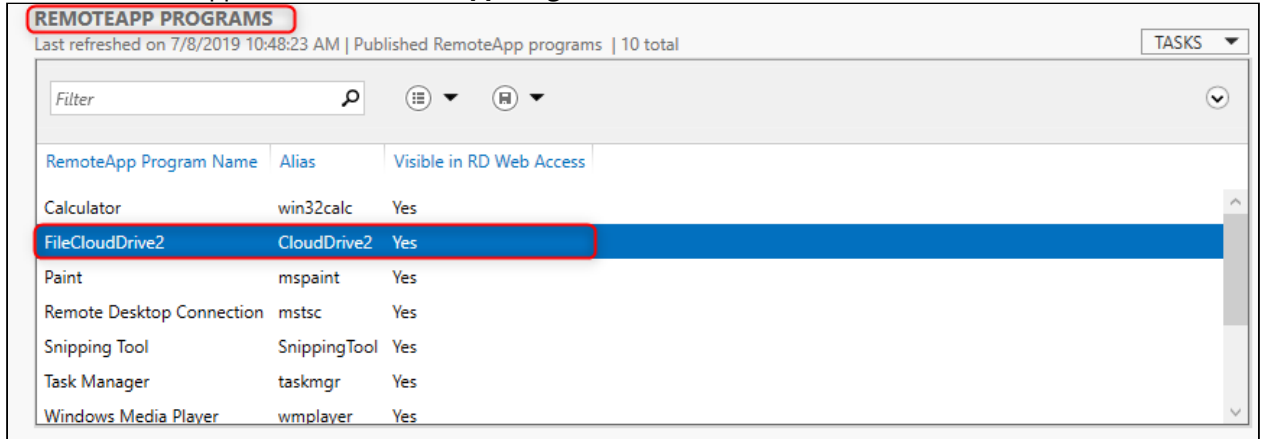 REMOTEAPP PROGRAMS
Last refreshed on 7/8/2019 10:48:23 AM | Published RemoteApp programs | 10 total
TASKS
Filter
RemoteApp Program Name Alias Visible in RD Web Access
Calculator win32calc Yes
FileCloudDrive2 CloudDrive2 Yes
Paint mspaint Yes
Remote Desktop Connection mstsc Yes
Snipping Tool SnippingTool Yes
Task Manager taskmgr Yes
Windows Media Player wmplayer Yes